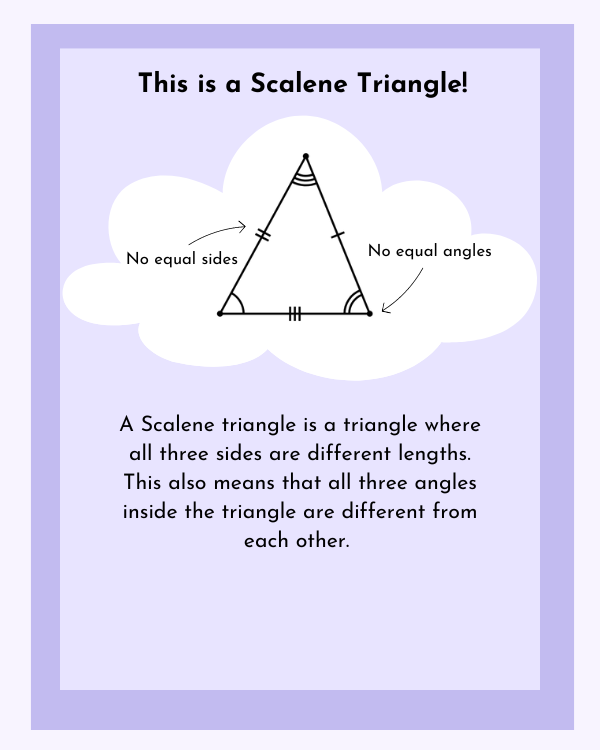 This is a Scalene Triangle!
No equal sides
No equal angles
A Scalene triangle is a triangle where
all three sides are different lengths.
This also means that all three angles
inside the triangle are different from
each other.